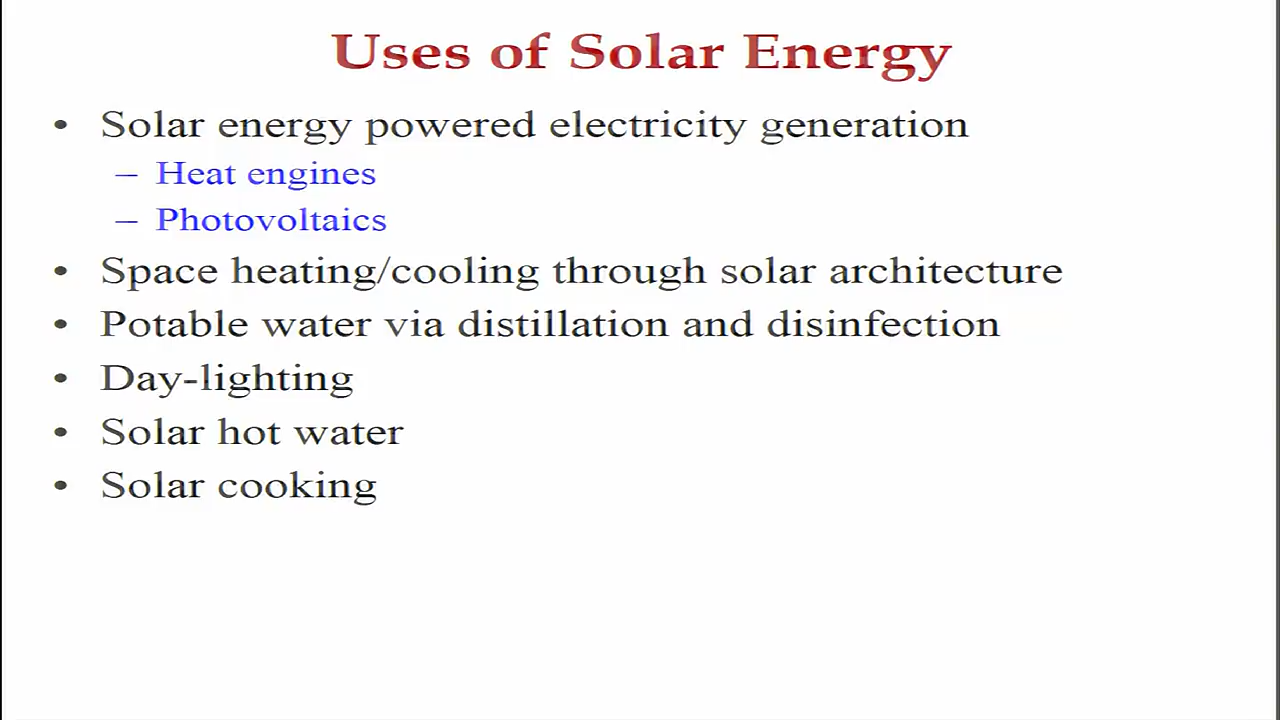 Uses of Solar Energy
• Solar energy powered electricity generation
– Heat engines
– Photovoltaics
• Space heating/cooling through solar architecture
• Potable water via distillation and disinfection
• Day-lighting
• Solar hot water
• Solar cooking